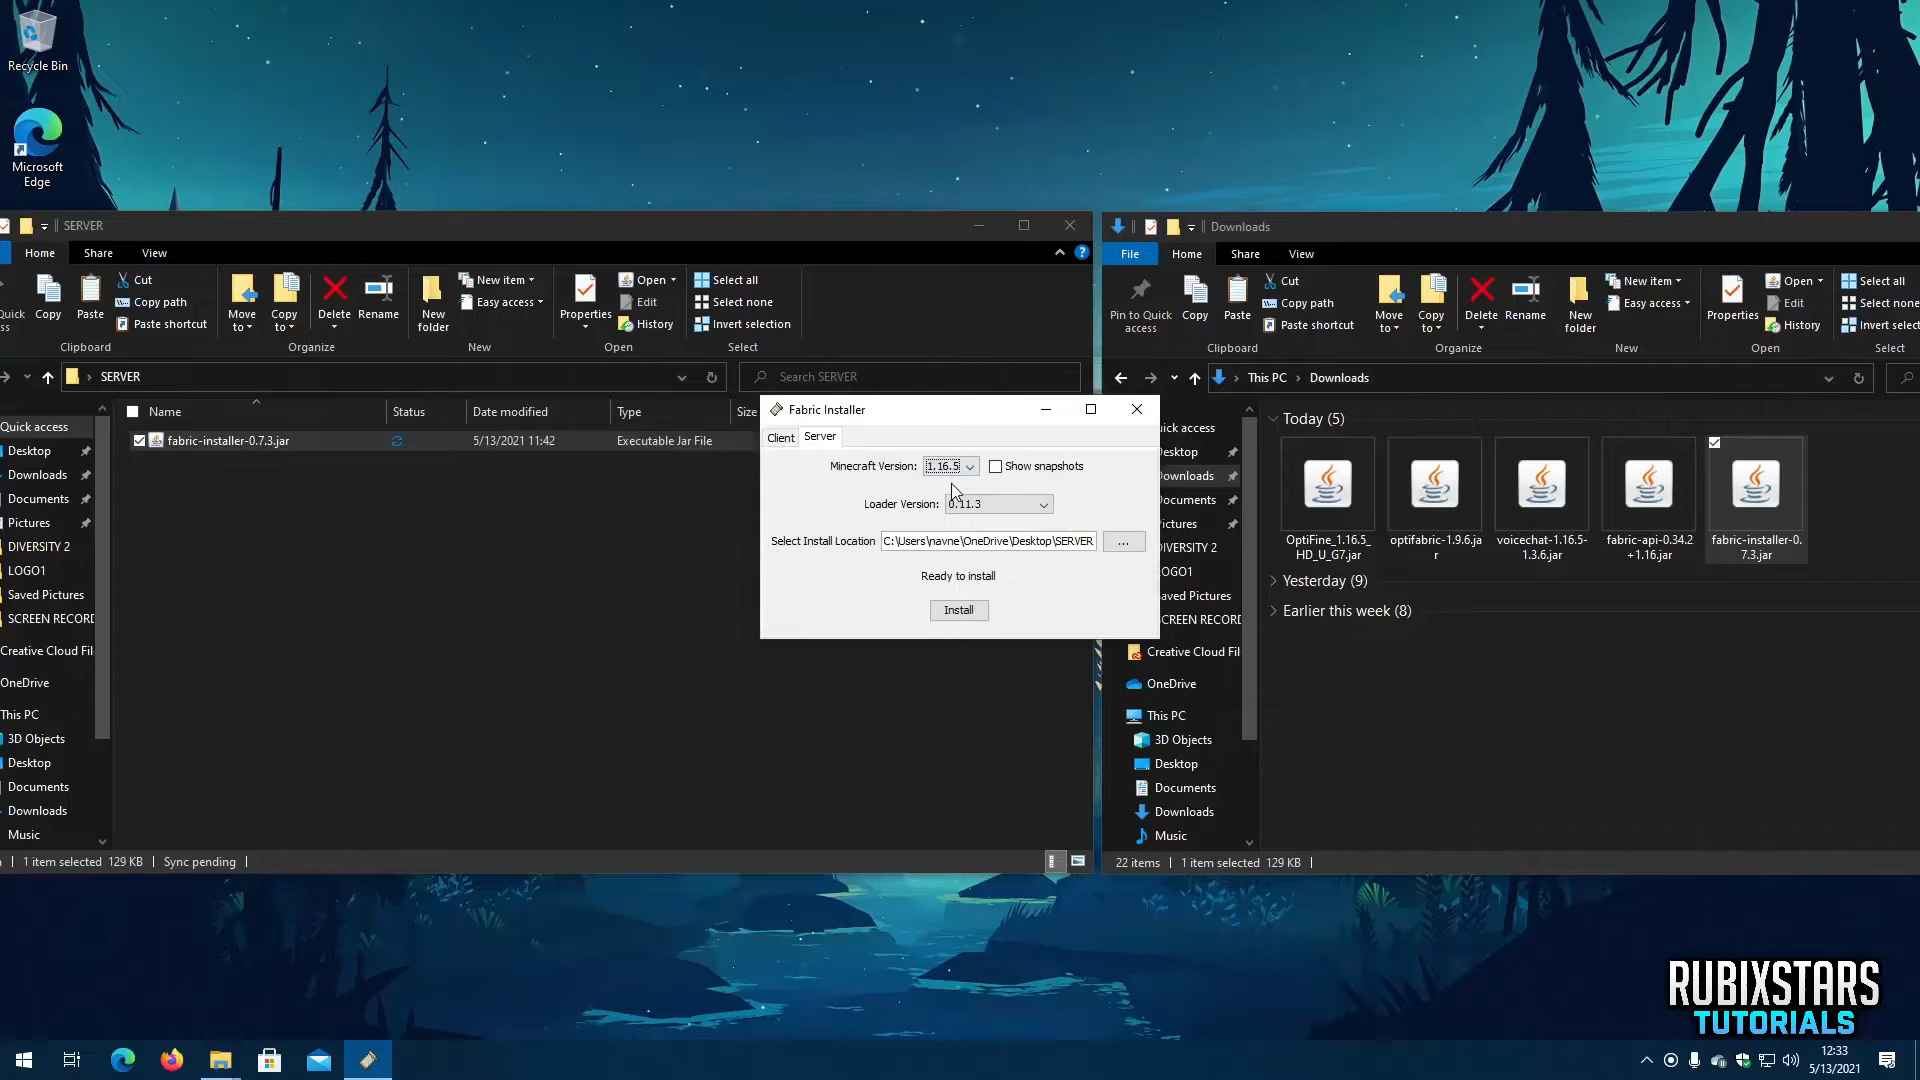 Recycle Bin
Microsoft
Edge
SERVER
Home Share View
Copy Paste Cut
Copy path
Paste shortcut
Move
to
Copy
to
Delete Rename
New
folder
New item
Easy access
Properties
Open
Edit
History
Select all
Select none
Invert selection
Clipboard Organize New Open Select
SERVER
Search SERVER
Name Status Date modified Type Size
fabric-installer-0.7.3.jar 5/13/2021 11:42 Executable Jar File
Quick access
Desktop
Downloads
Documents
Pictures
DIVERSITY 2
LOGO1
Saved Pictures
SCREEN RECORD
Creative Cloud Fil
OneDrive
This PC
3D Objects
Desktop
Documents
Downloads
Music
1 item selected 129 KB Sync pending
Fabric Installer
Client Server
Minecraft Version: 1.16.5 Show snapshots
Loader Version: 0.11.3
Select Install Location C:\Users\navne\OneDrive\Desktop\SERVER ...
Ready to install
Install
Downloads
File Home Share View
Pin to Quick
access
Copy Paste Cut
Copy path
Paste shortcut
Move
to
Copy
to
Delete Rename
New
folder
New item
Easy access
Properties
Open
Edit
History
Select all
Select none
Invert select
Clipboard Organize New Open Select
This PC Downloads
uick access
esktop
ownloads
ocuments
ictures
IVERSITY 2
OGO1
aved Pictures
CREEN RECORD
Creative Cloud Fil
OneDrive
This PC
3D Objects
Desktop
Documents
Downloads
Music
Today (5)
OptiFine_1.16.5_
HD_U_G7.jar
optifabric-1.9.6.ja
r
voicechat-1.16.5-
1.3.6.jar
fabric-api-0.34.2
+1.16.jar
fabric-installer-0.
7.3.jar
Yesterday (9)
Earlier this week (8)
22 items 1 item selected 129 KB
RUBIXSTARS
TUTORIALS
12:33
5/13/2021